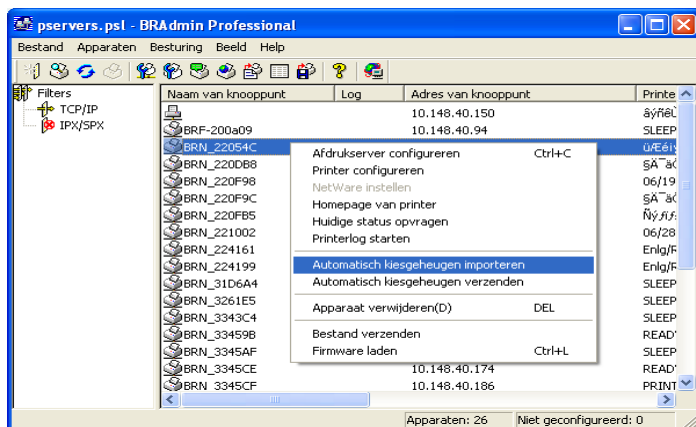 pservers.psl - BRAdmin Professional
Bestand Apparaten Besturing Beeld Help
Filters
TCP/IP
IPX/SPX
Naam van knooppunt Log Adres van knooppunt Printe
10.148.40.150
BRF-200a09 10.148.40.94 SLEEP
BRN_22054C
BRN_220DB8
BRN_220F98 06/19
BRN_220F9C
BRN_220FB5
BRN_221002 06/28
BRN_224161 Enlg/F
BRN_224199 Enlg/F
BRN_31D6A4 SLEEP
BRN_3261E5 SLEEP
BRN_3343C4 SLEEP
BRN_33459B READ
BRN_3345AF SLEEP
BRN_3345CE 10.148.40.174 READ
BRN_3345CF 10.148.40.186 PRINT
Afdrukserver configureren Ctrl+C
Printer configureren
NetWare instellen
Homepage van printer
Huidige status opvragen
Printerlog starten
Automatisch kiesgeheugen importeren
Automatisch kiesgeheugen verzenden
Apparaat verwijderen(D) DEL
Bestand verzenden
Firmware laden Ctrl+L
Apparaten: 26 Niet geconfigureerd: 0